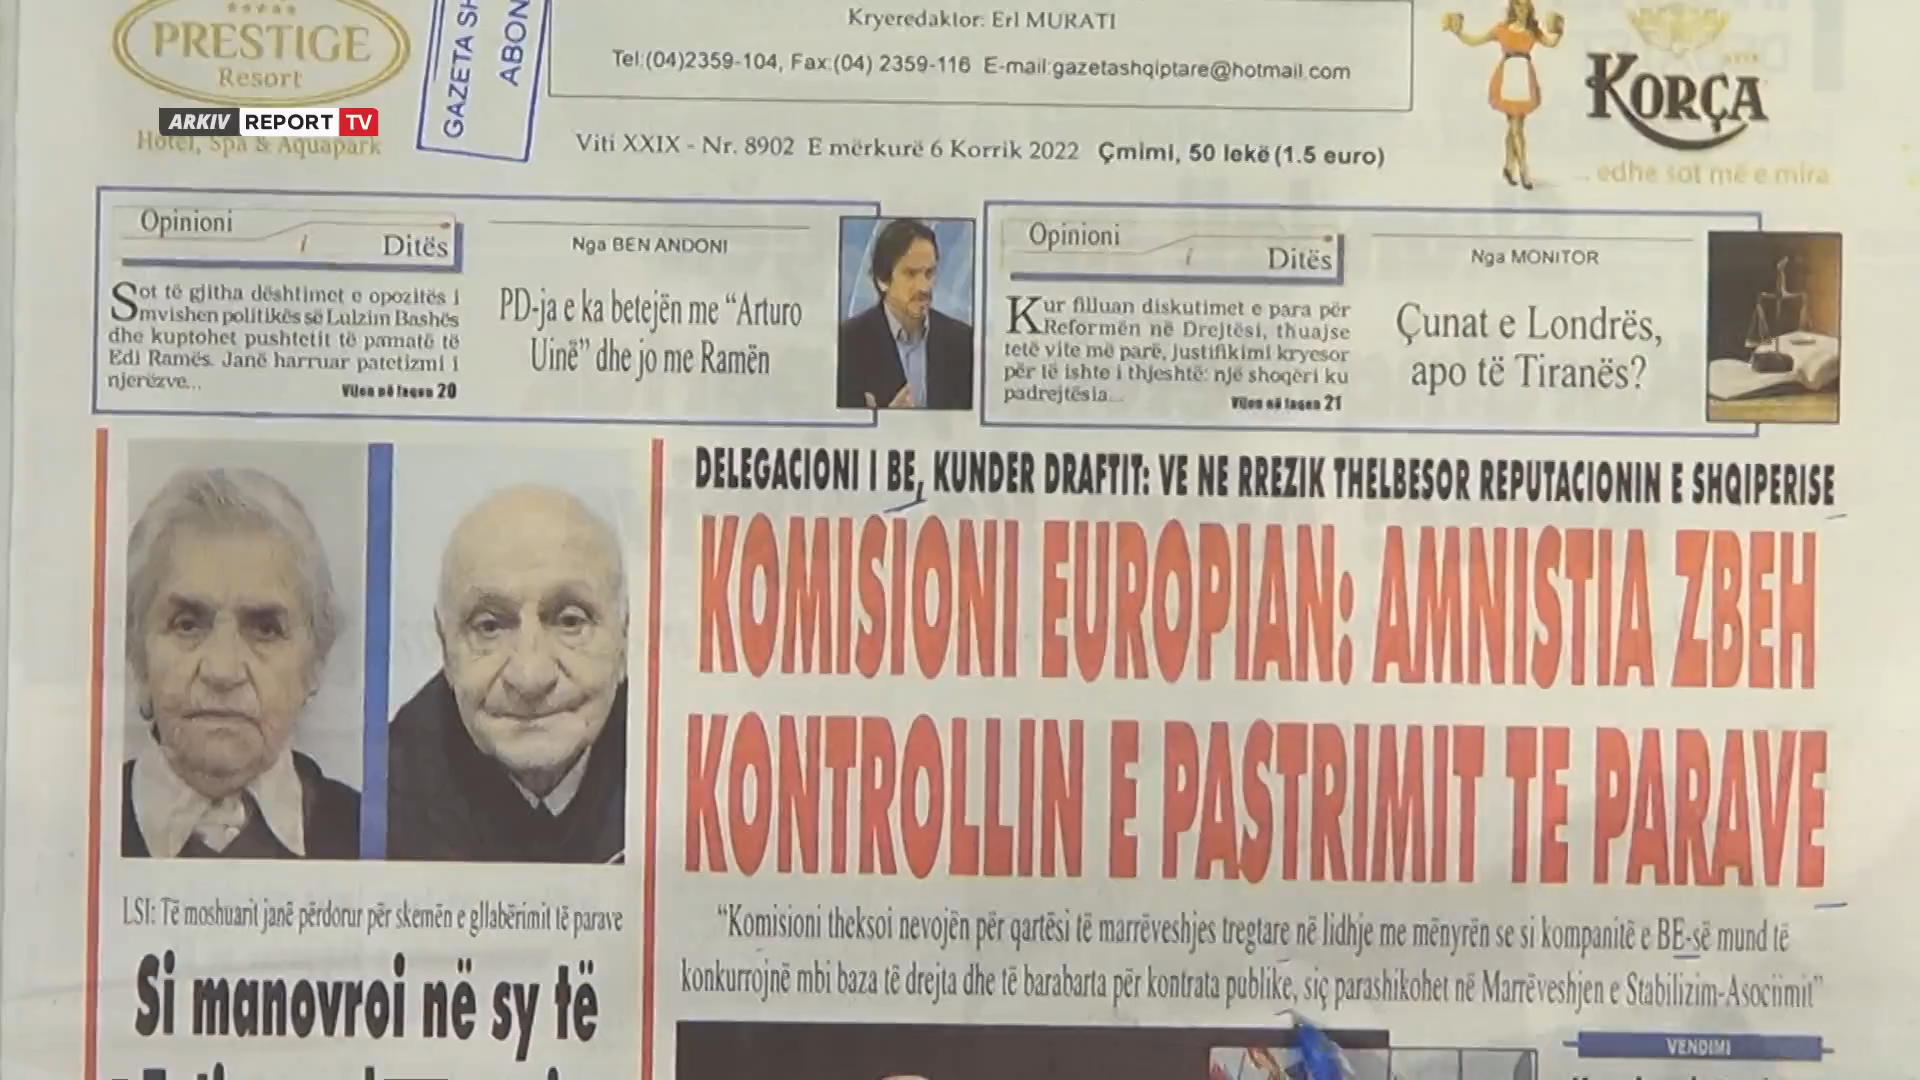 PRESTIGE
Resort
Hotel, Spa & Aquapark
ARKIV REPORT TV
GAZETA SH
ABON
Kryeredaktor: Erl MURATI
Tel:(04)2359-104, Fax:(04) 2359-116 E-mail:gazetashqiptare@hotmail.com
Viti XXIX - Nr. 8902 E mërkurë 6 Korrik 2022 Çmimi, 50 lekë (1.5 euro)
KORÇA
... edhe sot më e mira
Opinioni
i
Ditës
Sot të gjitha dështimet e opozitës i
mvishen politikës së Lulzim Bashës
dhe kuptohet pushtetit të pamatë të
Edi Ramës. Janë harruar patetizmi i
njerëzve...
Vijon në faqen 20
Nga BEN ANDONI
PD-ja e ka betejën me “Arturo
Uinë” dhe jo me Ramën
Opinioni
i
Ditës
Kur filluan diskutimet e para për
Reformën në Drejtësi, thuajse
tetë vite më parë, justifikimi kryesor
për të ishte i thjeshtë: një shoqëri ku
padrejtësia...
Vijon në faqen 21
Nga MONITOR
Çunat e Londrës,
apo të Tiranës?
LSI: Të moshuarit janë përdorur për skemën e gllabërimit të parave
Si manovroi në sy të
DELEGACIONI I BE, KUNDER DRAFTIT: VE NE RREZIK THELBESOR REPUTACIONIN E SHQIPERISE
KOMISIONI EUROPIAN: AMNISTIA ZBEH
KONTROLLIN E PASTRIMIT TE PARAVE
“Komisioni theksoi nevojën për qartësi të marrëveshjes tregtare në lidhje me mënyrën se si kompanitë e BE-së mund të
konkurrojnë mbi baza të drejta dhe të barabarta për kontrata publike, siç parashikohet në Marrëveshjen e Stabilizim-Asociimit”
VENDIMI